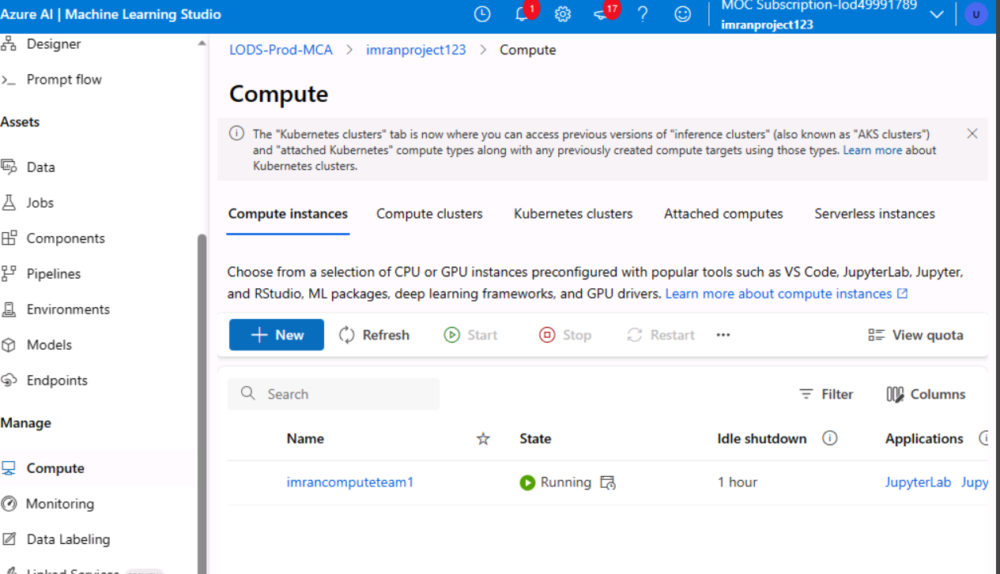 Azure AI | Machine Learning Studio
1
17
MOC Subscription-lod49991789
imranproject123
U
Designer
Prompt flow
Assets
Data
Jobs
Components
Pipelines
Environments
Models
Endpoints
Manage
Compute
Monitoring
Data Labeling
Linked Services
LODS-Prod-MCA > imranproject123 > Compute
Compute
The "Kubernetes clusters" tab is now where you can access previous versions of "inference clusters" (also known as "AKS clusters")
and "attached Kubernetes" compute types along with any previously created compute targets using those types. Learn more about
Kubernetes clusters.
Compute instances Compute clusters Kubernetes clusters Attached computes Serverless instances
Choose from a selection of CPU or GPU instances preconfigured with popular tools such as VS Code, JupyterLab, Jupyter,
and RStudio, ML packages, deep learning frameworks, and GPU drivers. Learn more about compute instances
New Refresh Start Stop Restart ... View quota
Search Filter Columns
Name State Idle shutdown Applications
imrancomputeteam1 Running 1 hour JupyterLab Jupy